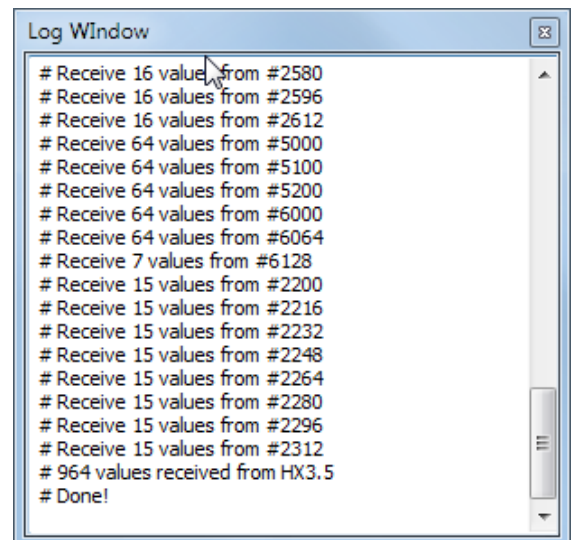 Log WIndow
# Receive 16 values from #2580
# Receive 16 values from #2596
# Receive 16 values from #2612
# Receive 64 values from #5000
# Receive 64 values from #5100
# Receive 64 values from #5200
# Receive 64 values from #6000
# Receive 64 values from #6064
# Receive 7 values from #6128
# Receive 15 values from #2200
# Receive 15 values from #2216
# Receive 15 values from #2232
# Receive 15 values from #2248
# Receive 15 values from #2264
# Receive 15 values from #2280
# Receive 15 values from #2296
# Receive 15 values from #2312
# 964 values received from HX3.5
# Done!